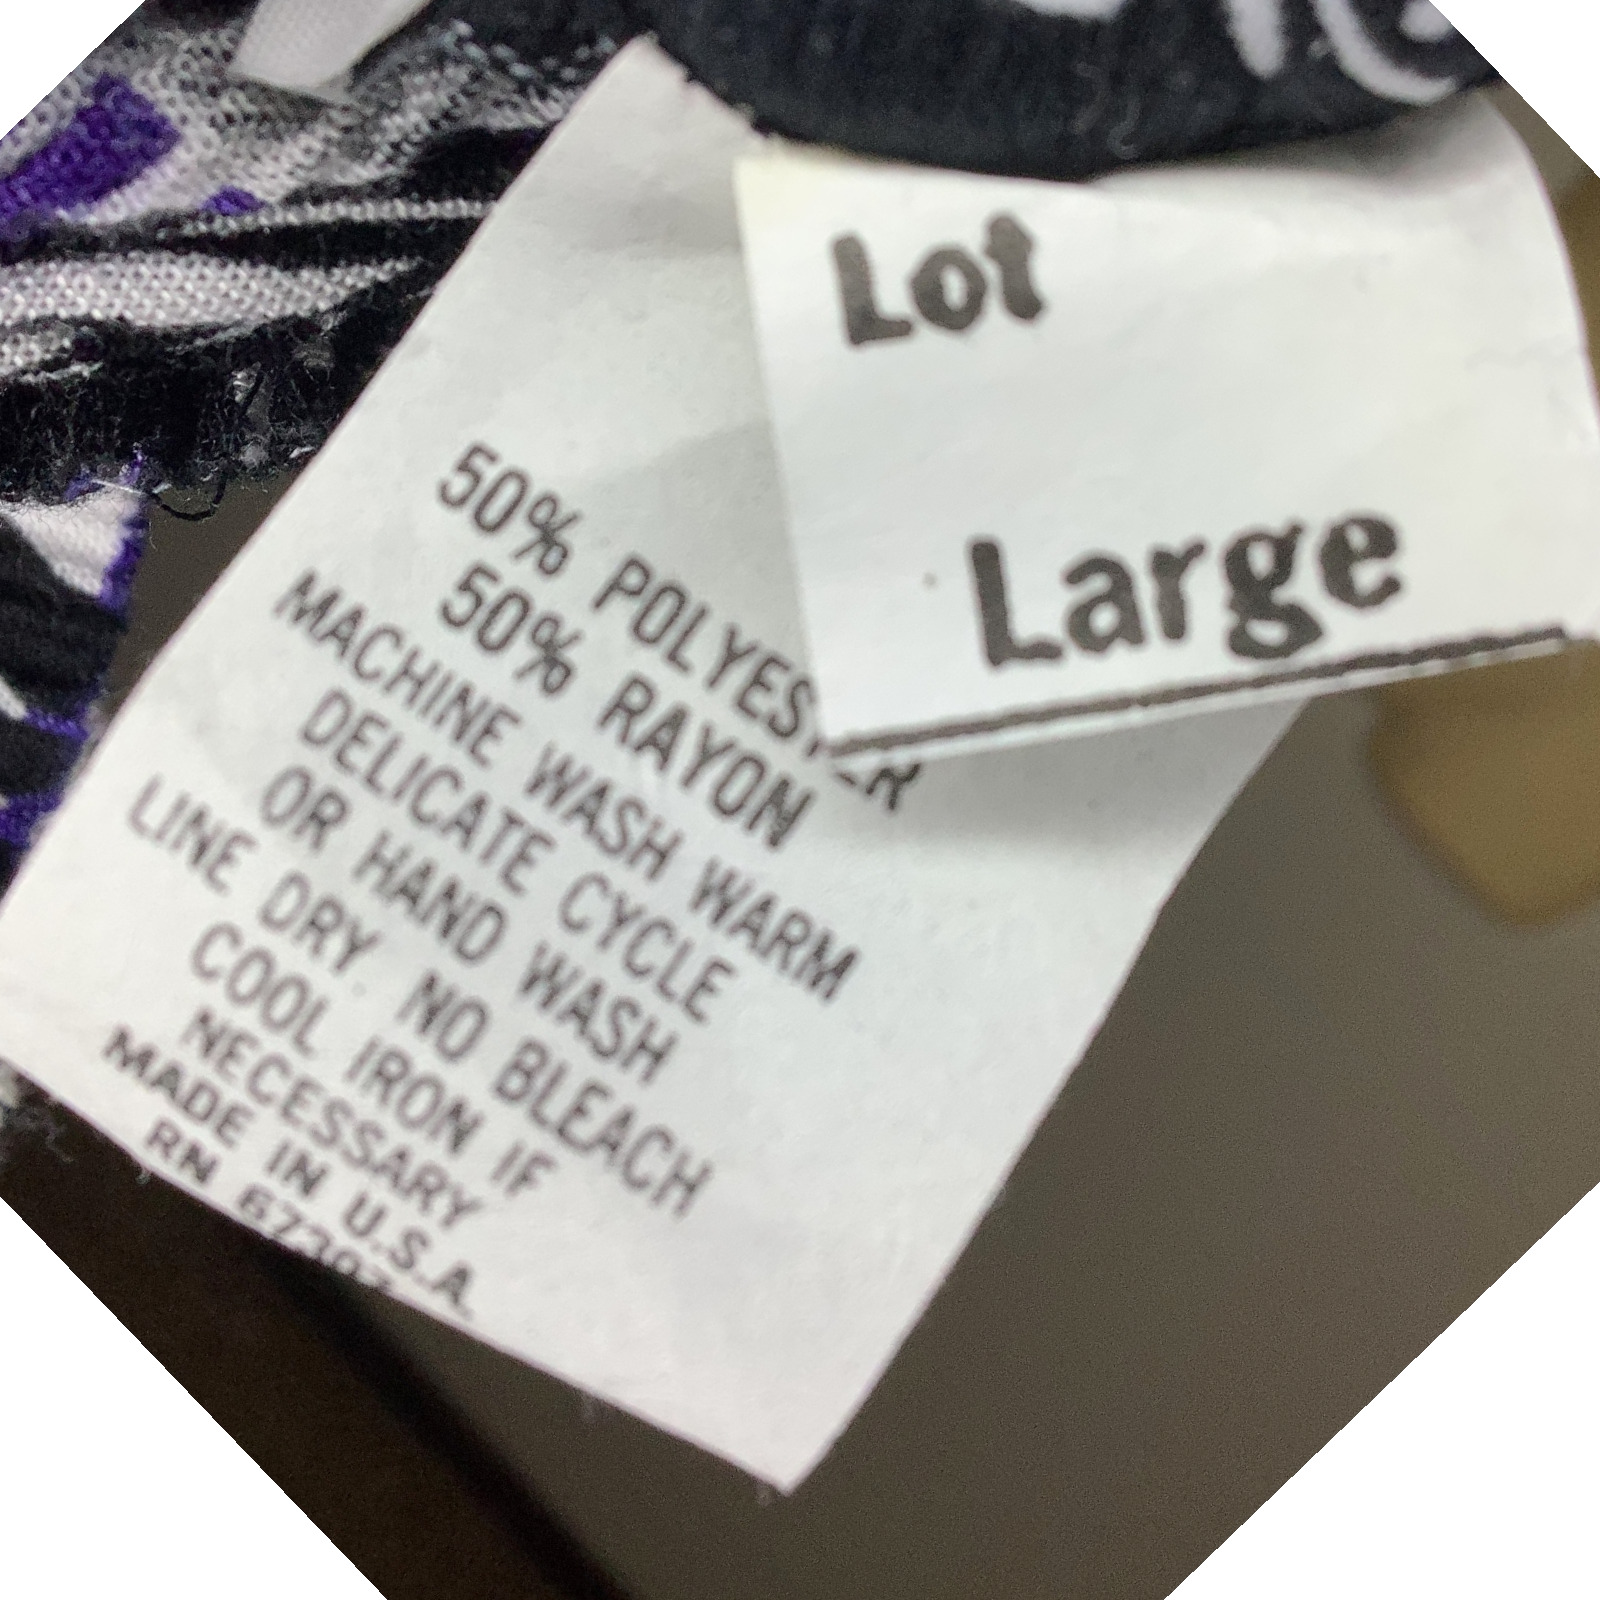 Lot
Large
50% POLYESTER
50% RAYON
MACHINE WASH WARM
DELICATE CYCLE
OR HAND WASH
LINE DRY NO BLEACH
COOL IRON IF
NECESSARY
MADE IN U.S.A.
RN